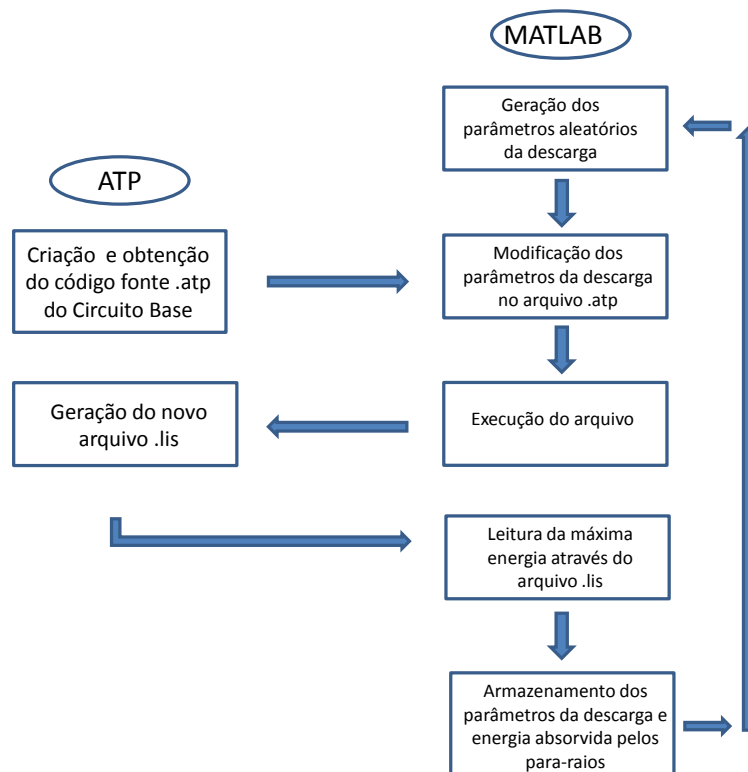 MATLAB
Geração dos
parâmetros aleatórios
da descarga
ATP
Criação e obtenção
do código fonte .atp
do Circuito Base
Modificação dos
parâmetros da descarga
no arquivo .atp
Geração do novo
arquivo .lis
Execução do arquivo
Leitura da máxima
energia através do
arquivo .lis
Armazenamento dos
parâmetros da descarga e
energia absorvida pelos
para-raios